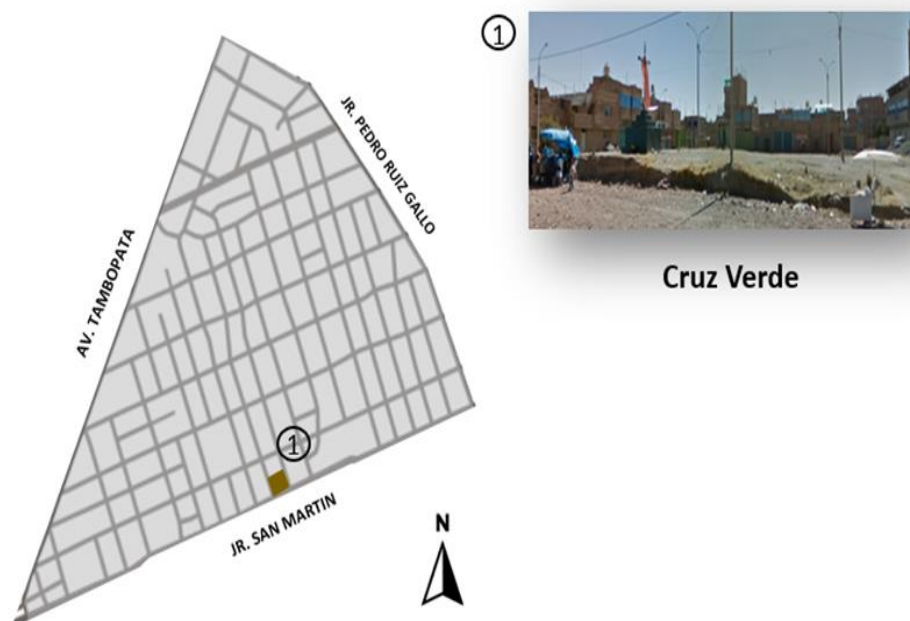 1
Cruz Verde
JR. PEDRO RUIZ GALLO
AV. TAMBOPATA
1
JR. SAN MARTIN
N